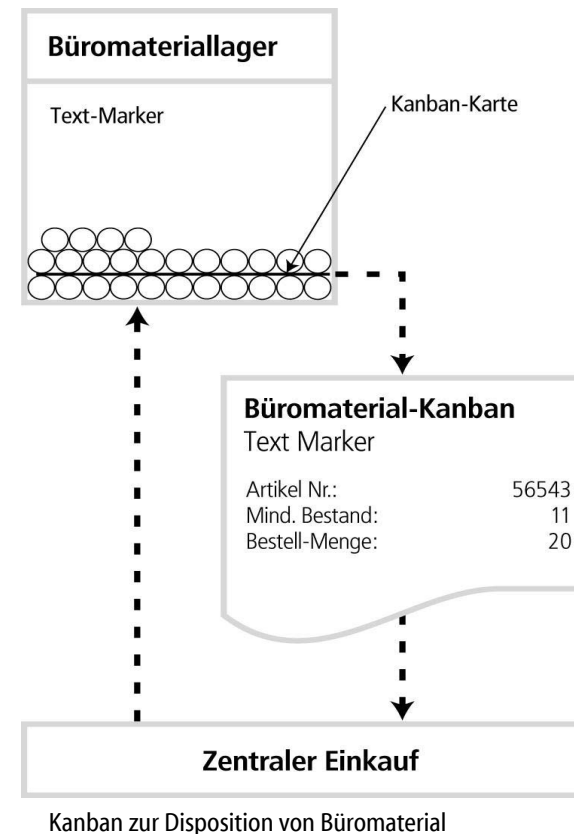 Büromateriallager
Text-Marker
Kanban-Karte
Büromaterial-Kanban
Text Marker
Artikel Nr.: 56543
Mind. Bestand: 11
Bestell-Menge: 20
Zentraler Einkauf
Kanban zur Disposition von Büromaterial